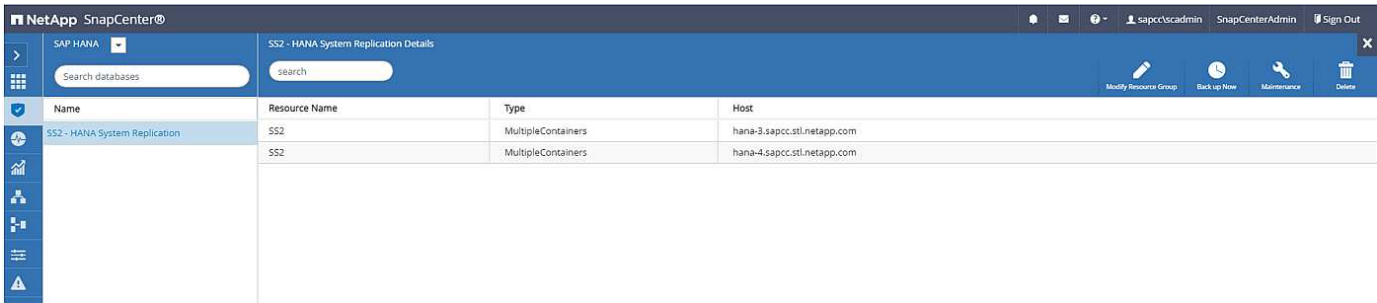 NetApp SnapCenter®
sapcc\scadmin SnapCenterAdmin Sign Out
SAP HANA
SS2 - HANA System Replication Details
Search databases
search
Modify Resource Group Back up Now Maintenance Delete
Name
Resource Name Type Host
SS2 - HANA System Replication
SS2 MultipleContainers hana-3.sapcc.stl.netapp.com
SS2 MultipleContainers hana-4.sapcc.stl.netapp.com